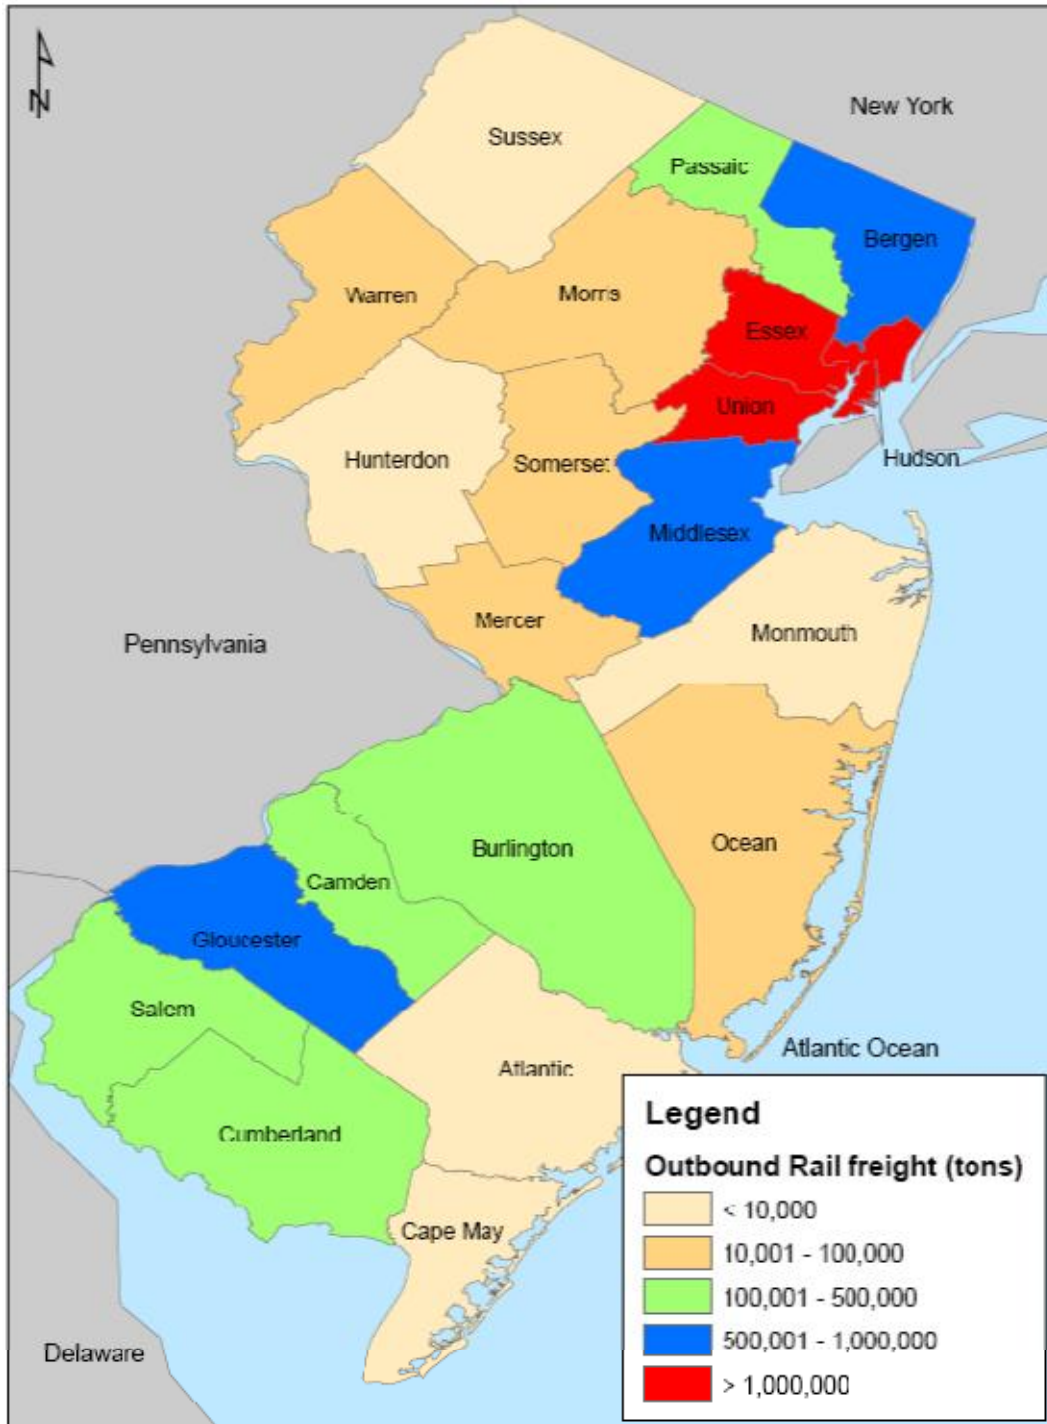 N
New York
Sussex
Passaic
Bergen
Warren
Morris
Essex
Union
Hunterdon
Somerset
Hudson
Middlesex
Mercer
Monmouth
Pennsylvania
Ocean
Burlington
Camden
Gloucester
Salem
Atlantic Ocean
Atlantic
Cumberland
Cape May
Delaware
Legend
Outbound Rail freight (tons)
< 10,000
10,001 - 100,000
100,001 - 500,000
500,001 - 1,000,000
> 1,000,000